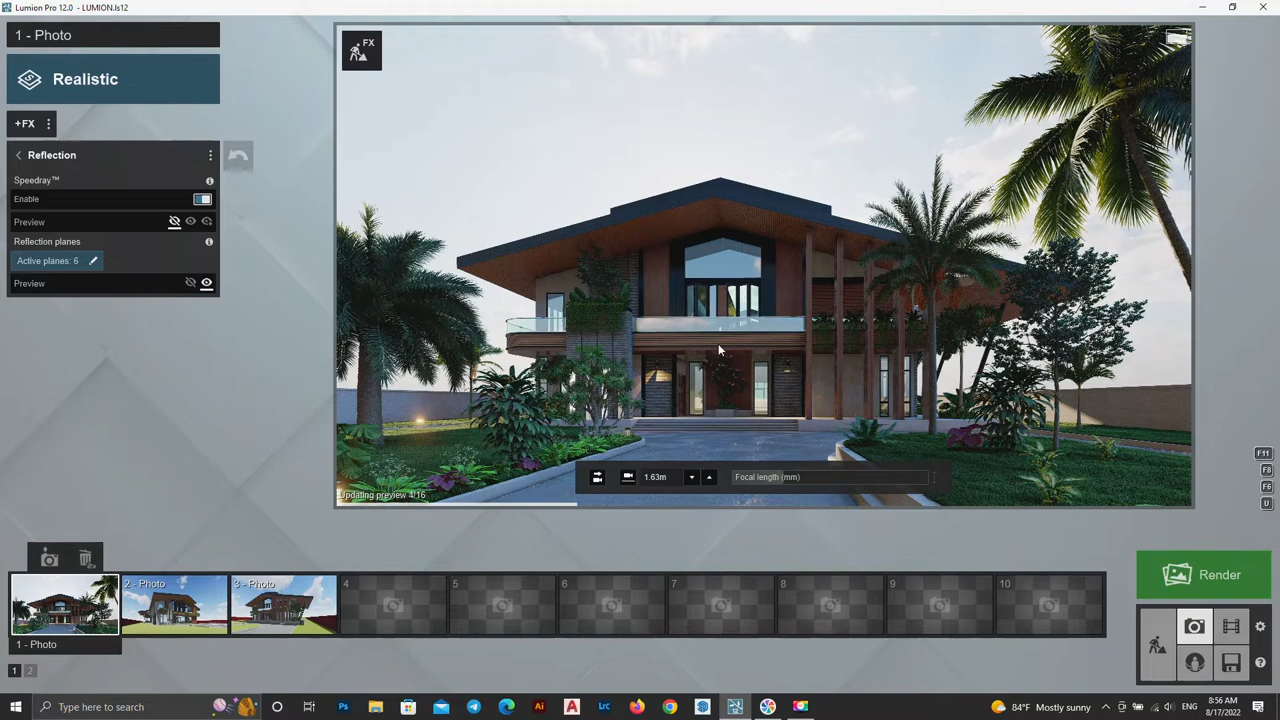 Lumion Pro 12.0 - LUMION.ls12
1 - Photo
FX
Realistic
+FX
Reflection
Speedray™
Enable
Preview
Reflection planes
Active planes: 6
Preview
F11
F8
F6
U
1.63m
Focal length (mm)
Updating preview 4/16
2 - Photo
3 - Photo
4
5
6
7
8
9
10
Render
1 - Photo
1
2
Type here to search
Ps
Ai
A
Lrc
84°F Mostly sunny
ENG
8:56 AM
8/17/2022